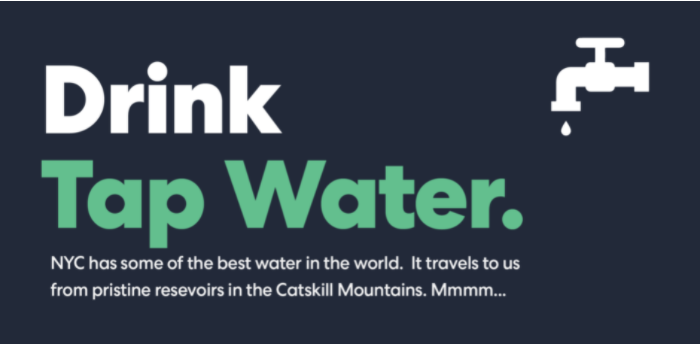 Drink
Tap Water.
NYC has some of the best water in the world.  It travels to us
from pristine resevoirs in the Catskill Mountains. Mmmm...